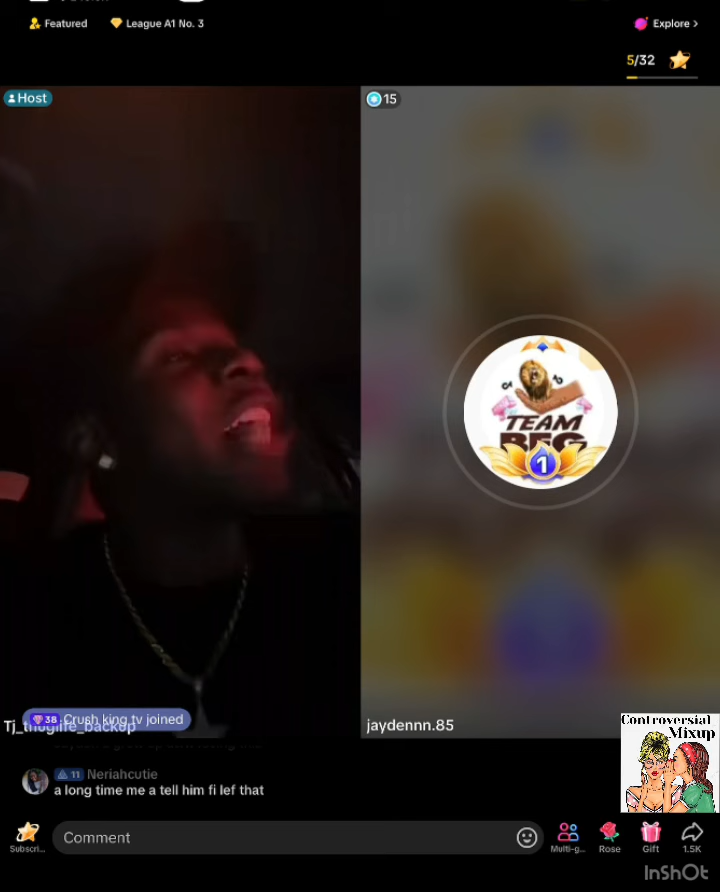 Featured
League A1 No. 3
Explore >
5/32
Host
15
TEAM
BFG
1
38 Crush king tv joined
Tj_thuglife_backup
jaydennn.85
Controversial
Mixup
11 Neriahcutie
a long time me a tell him fi lef that
Comment
Subscri...
Multi-g...
Rose
Gift
1.5K
InShOt